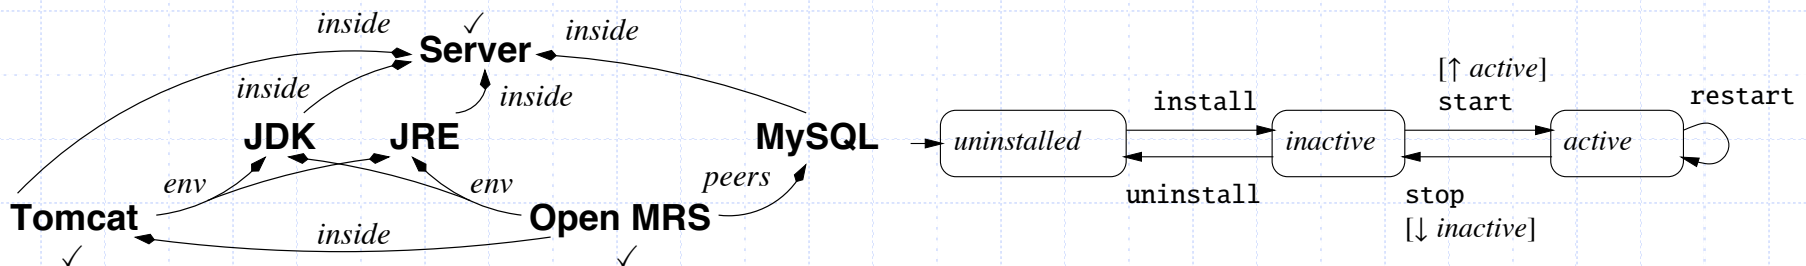 inside
✓
Server
inside
inside
inside
JDK
JRE
MySQL
env
env
peers
Tomcat
Open MRS
inside
✓
✓
uninstalled
install
uninstall
inactive
[↑ active]
start
stop
[↓ inactive]
active
restart